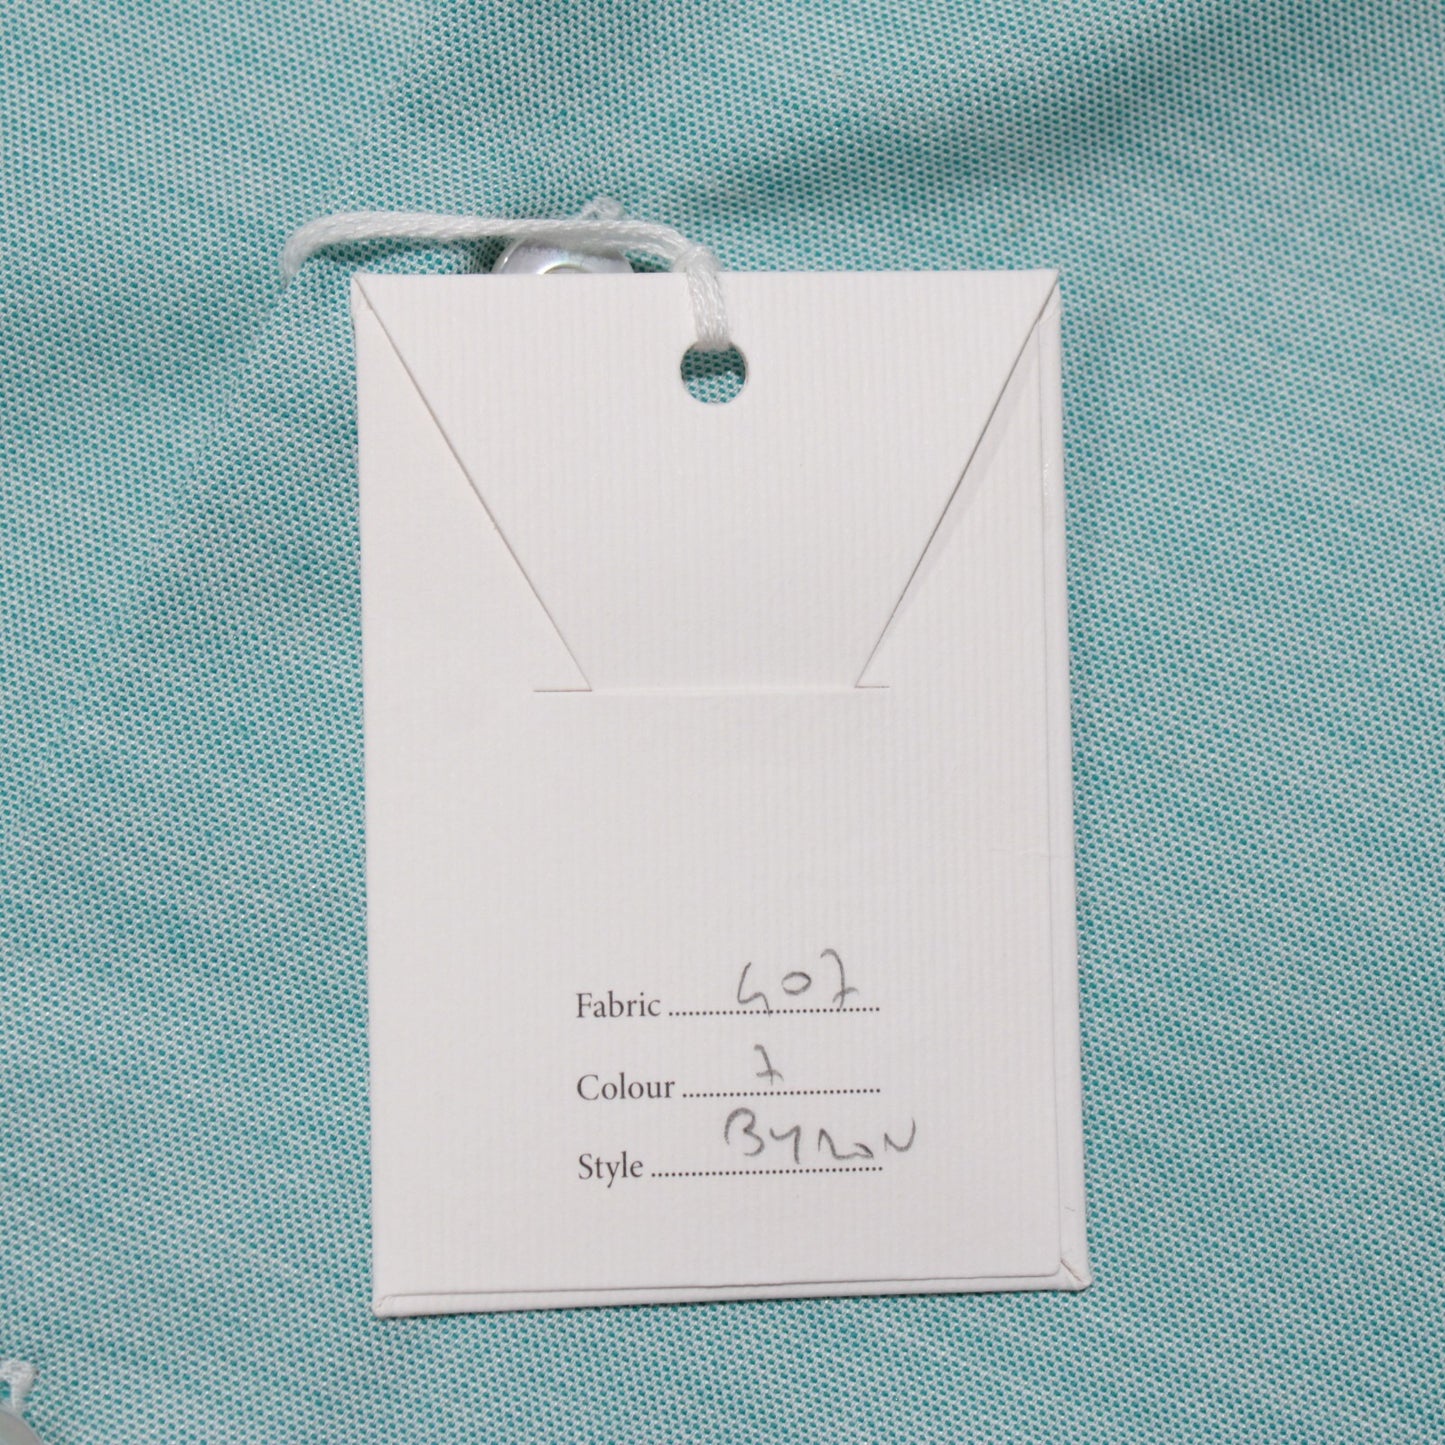 Fabric 407
Colour 7
Style BYRON